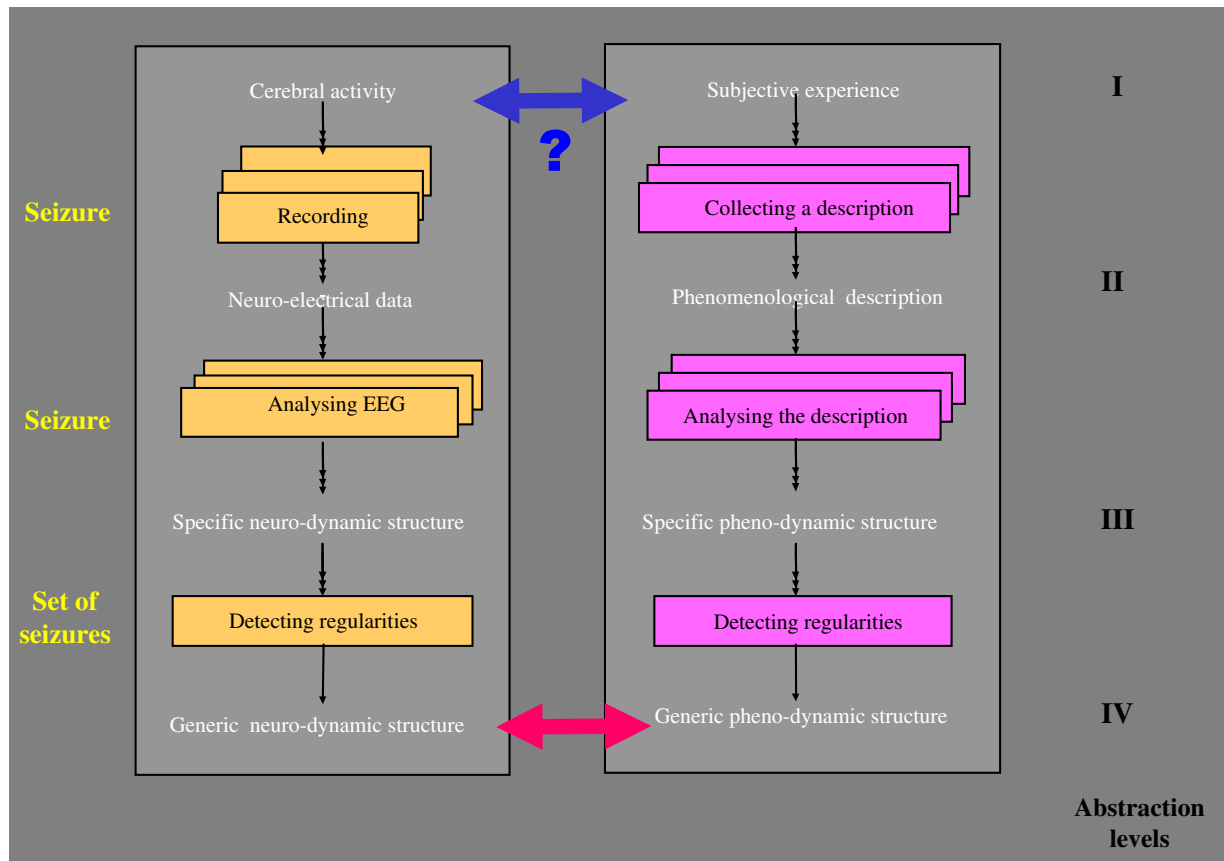 Cerebral activity
Subjective experience
I
?
Seizure
Recording
Collecting a description
II
Neuro-electrical data
Phenomenological description
Seizure
Analysing EEG
Analysing the description
Specific neuro-dynamic structure
Specific pheno-dynamic structure
III
Set of
seizures
Detecting regularities
Detecting regularities
Generic neuro-dynamic structure
Generic pheno-dynamic structure
IV
Abstraction
levels